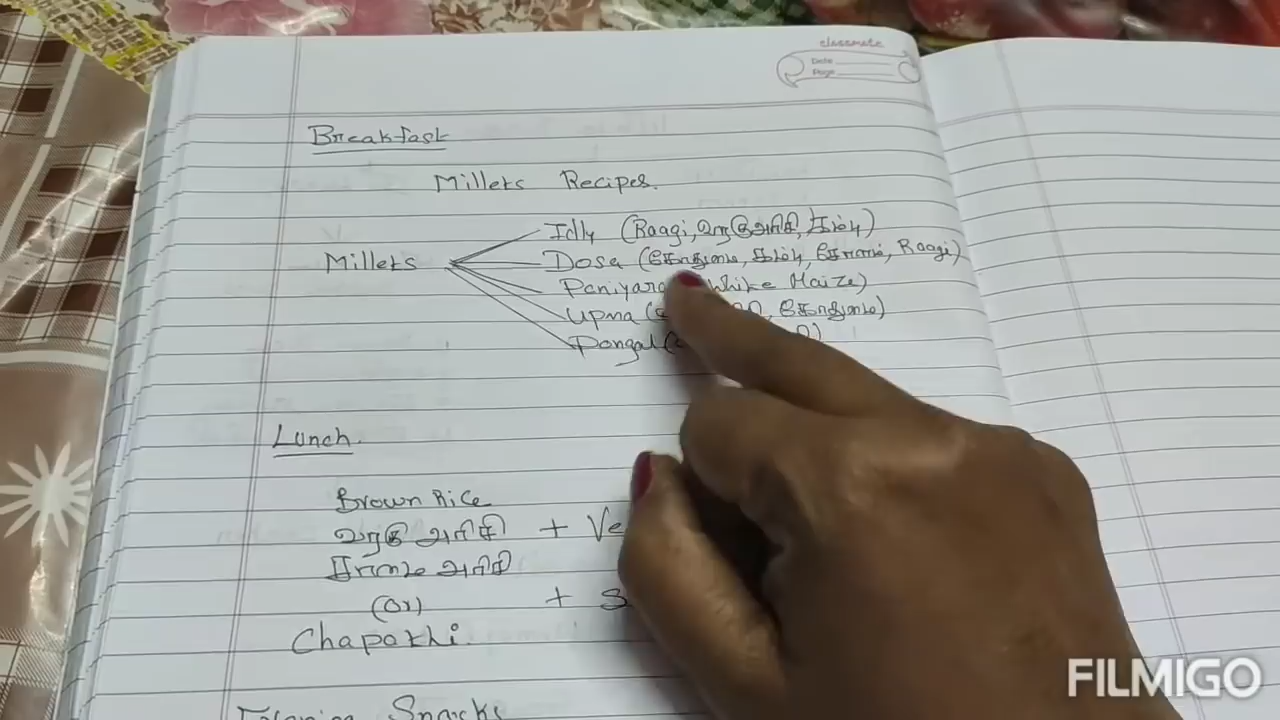 classmate
Date
Page
Breakfast
Millets Recipes.
Millets
Idly (Raagi, வரகுஅரிசி, கம்பு)
Dosa (கோதுமை, கம்பு, சோளம், Raagi)
White Maize)
Upma ( கோதுமை)
Pongal (
Lunch
Brown Rice
வரகு அரிசி +
சாமை அரிசி
(Or) +
Chapathi.
Snacks
FILMIGO